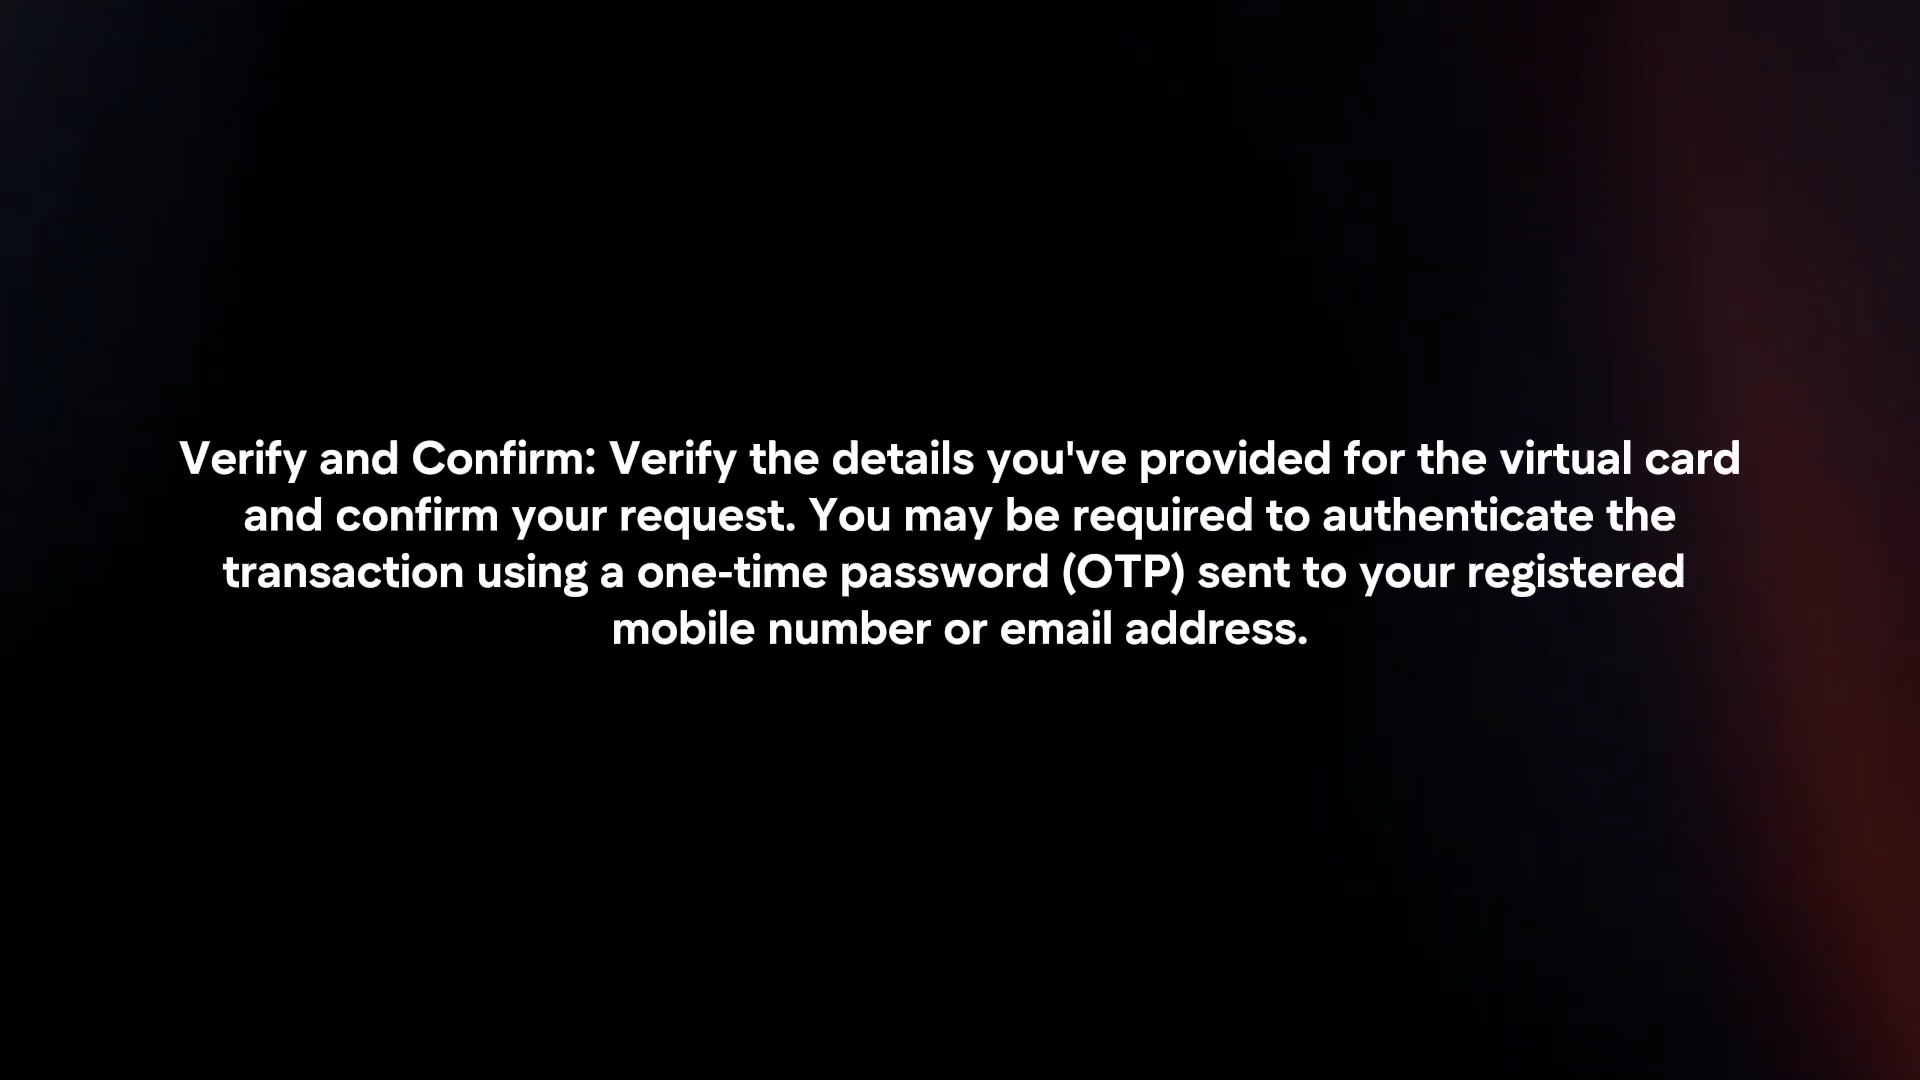 Verify and Confirm: Verify the details you've provided for the virtual card
and confirm your request. You may be required to authenticate the
transaction using a one-time password (OTP) sent to your registered
mobile number or email address.